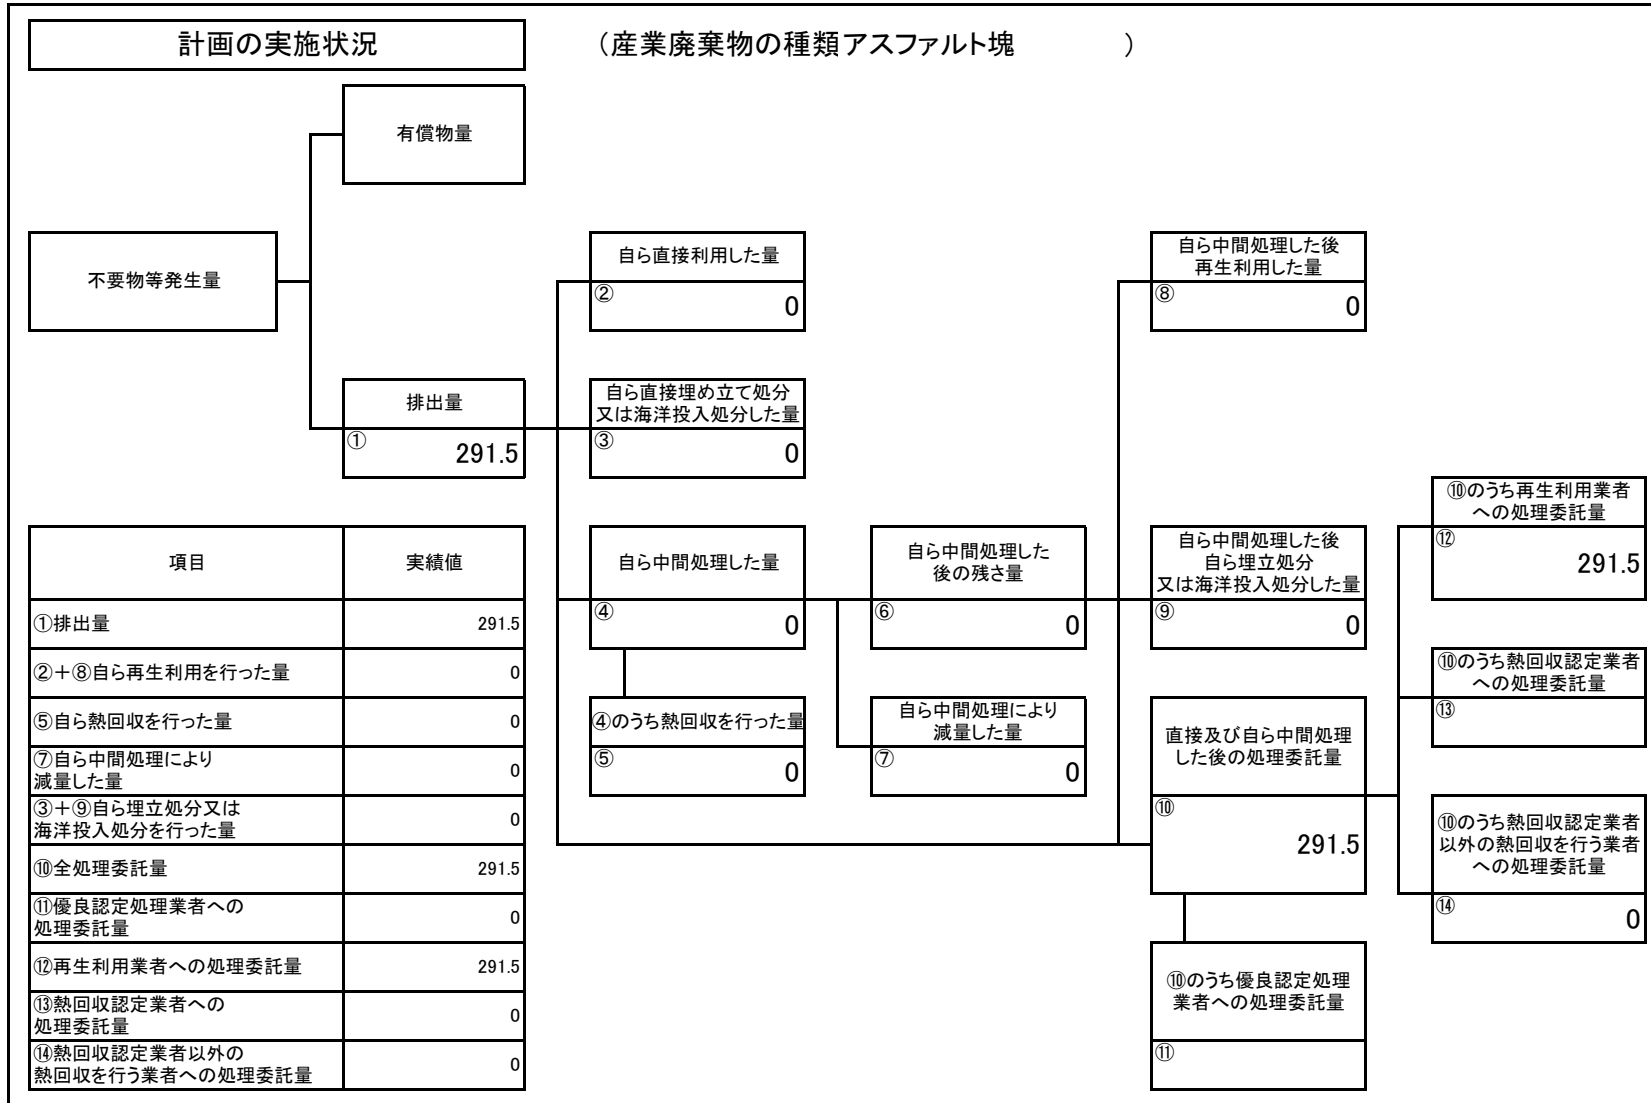 計画の実施状況
（産業廃棄物の種類アスファルト塊　　　　）
有償物量
不要物等発生量
自ら直接利用した量
②
0
自ら中間処理した後
再生利用した量
⑧
0
排出量
①
291.5
自ら直接埋め立て処分
又は海洋投入処分した量
③
0
項目
実績値
①排出量
291.5
②＋⑧自ら再生利用を行った量
0
⑤自ら熱回収を行った量
0
⑦自ら中間処理により
減量した量
0
③＋⑨自ら埋立処分又は
海洋投入処分を行った量
0
⑩全処理委託量
291.5
⑪優良認定処理業者への
処理委託量
0
⑫再生利用業者への処理委託量
291.5
⑬熱回収認定業者への
処理委託量
0
⑭熱回収認定業者以外の
熱回収を行う業者への処理委託量
0
自ら中間処理した量
④
0
④のうち熱回収を行った量
⑤
0
自ら中間処理した
後の残さ量
⑥
0
自ら中間処理により
減量した量
⑦
0
自ら中間処理した後
自ら埋立処分
又は海洋投入処分した量
⑨
0
直接及び自ら中間処理
した後の処理委託量
⑩
291.5
⑩のうち優良認定処理
業者への処理委託量
⑪
⑩のうち再生利用業者
への処理委託量
⑫
291.5
⑩のうち熱回収認定業者
への処理委託量
⑬
⑩のうち熱回収認定業者
以外の熱回収を行う業者
への処理委託量
⑭
0